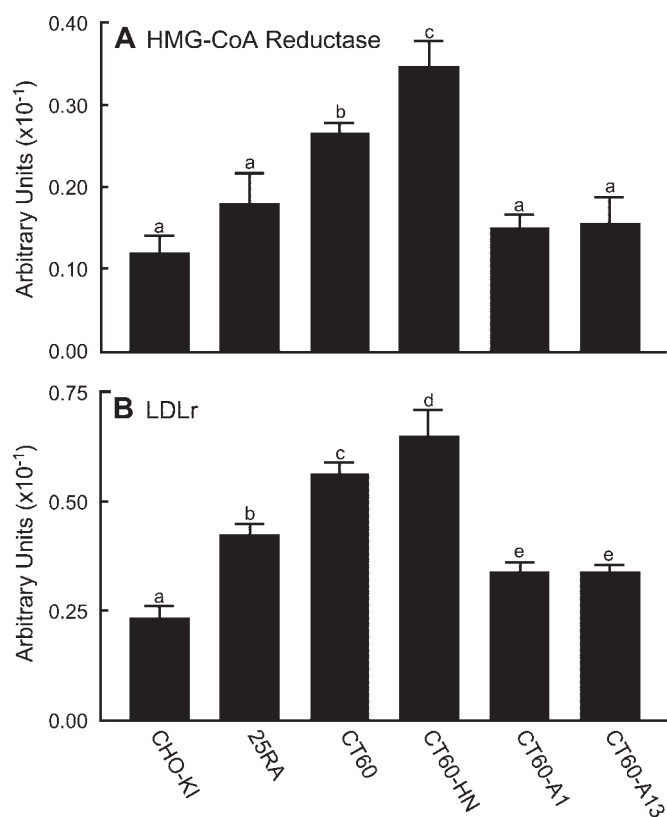 A HMG-CoA Reductase
Arbitrary Units (x10⁻¹)
0.40
0.30
0.20
0.10
0.00
a
a
b
c
a
a
B LDLr
Arbitrary Units (x10⁻¹)
0.75
0.50
0.25
0.00
a
b
c
d
e
e
CHO-KI
25RA
CT60
CT60-HN
CT60-A1
CT60-A13